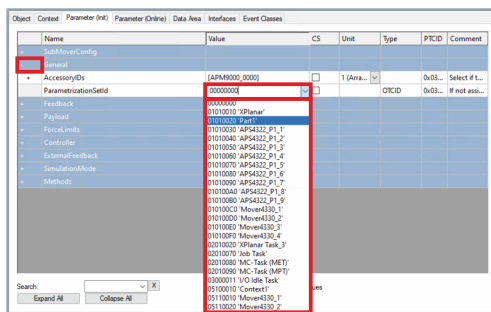 Object Context Parameter (Init) Parameter (Online) Data Area Interfaces Event Classes
Name Value CS Unit Type PTCID Comment
+ SubMoverConfig
- General
+ AccessoryIDs [APM9000_0000] 1 (Arra... 0x03... Select if t...
ParametrizationSetId 00000000 OTCID 0x03... If not assi...
+ Feedback
+ Payload
+ ForceLimits
+ Controller
+ ExternalFeedback
+ SimulationMode
+ Methods
00000000
01010010 'XPlanar'
01010020 'Part1'
01010030 'APS4322_P1_1'
01010040 'APS4322_P1_2'
01010050 'APS4322_P1_3'
01010060 'APS4322_P1_4'
01010070 'APS4322_P1_5'
01010080 'APS4322_P1_6'
01010090 'APS4322_P1_7'
010100A0 'APS4322_P1_8'
010100B0 'APS4322_P1_9'
010100C0 'Mover4330_1'
010100D0 'Mover4330_2'
010100E0 'Mover4330_3'
010100F0 'Mover4330_4'
02010020 'XPlanar Task_3'
02010070 'Job Task'
02010080 'MC-Task (MET)'
02010090 'MC-Task (MPT)'
03000011 'I/O Idle Task'
05100010 'Context1'
05110010 'Mover4330_1'
05110020 'Mover4330_2'
Search: X ues
Expand All Collapse All